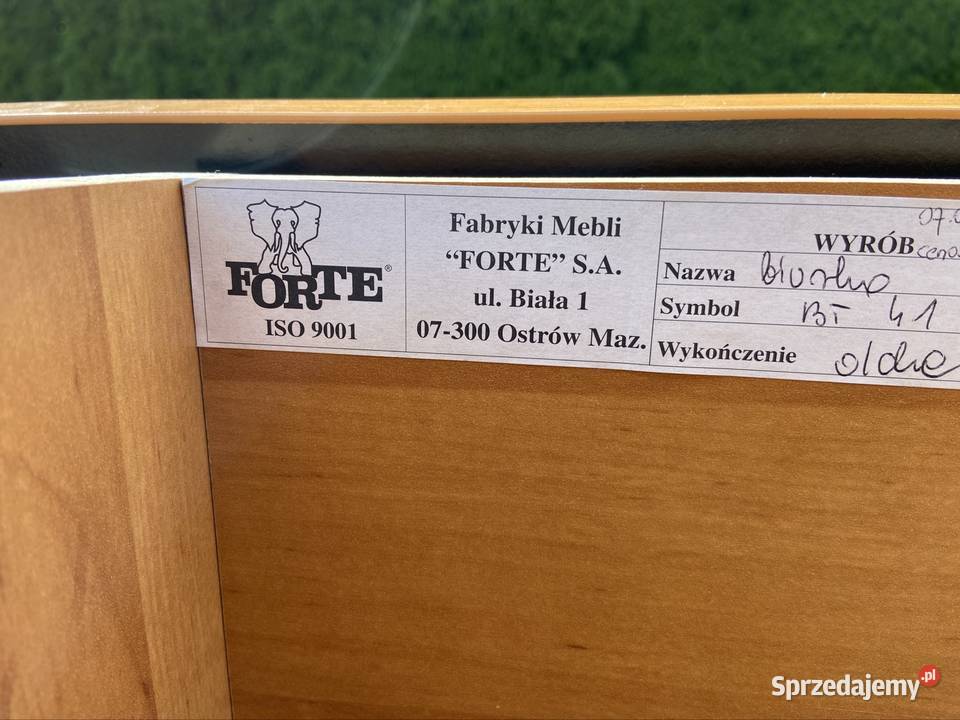 FORTE®
ISO 9001
Fabryki Mebli
“FORTE” S.A.
ul. Biała 1
07-300 Ostrów Maz.
WYRÓB
Nazwa biurko
Symbol BT 41
Wykończenie
Sprzedajemy.pl